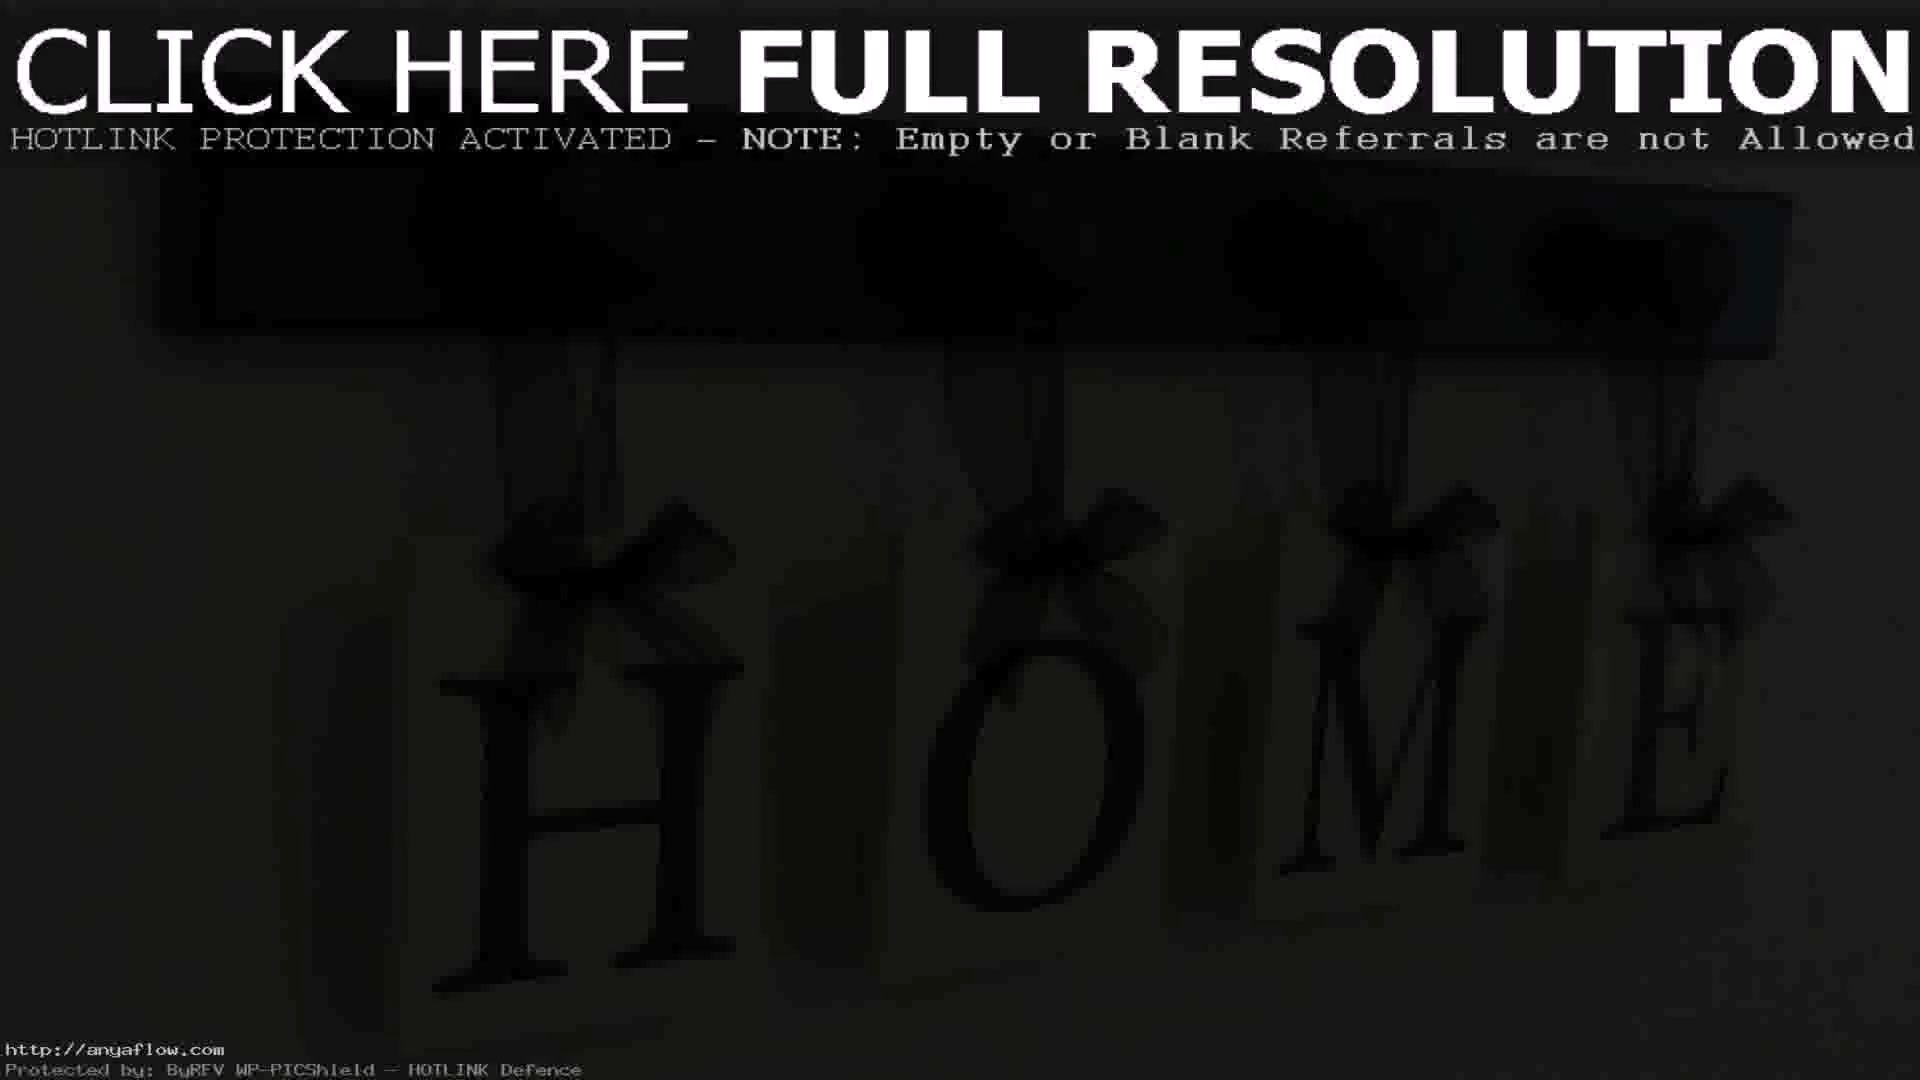 CLICK HERE FULL RESOLUTION
HOTLINK PROTECTION ACTIVATED - NOTE: Empty or Blank Referrals are not Allowed
HOME
http://anyaflow.com
Protected by: ByREV WP-PICShield - HOTLINK Defence